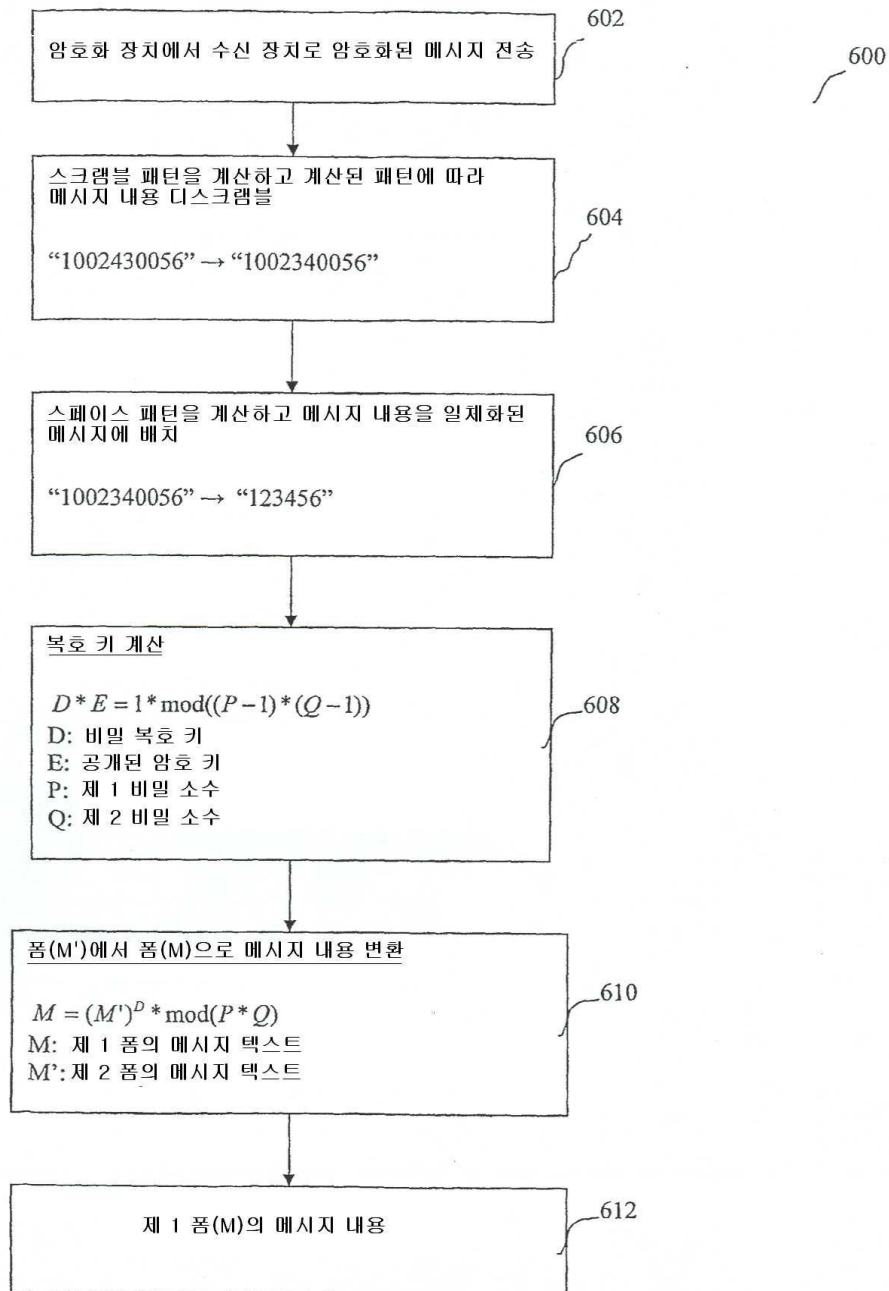 암호화 장치에서 수신 장치로 암호화된 메시지 전송
602
600
스크램블 패턴을 계산하고 계산된 패턴에 따라
메시지 내용 디스크램블
“1002430056” → “1002340056”
604
스페이스 패턴을 계산하고 메시지 내용을 일체화된
메시지에 배치
“1002340056” → “123456”
606
복호 키 계산
D * E = 1 * mod((P-1) * (Q-1))
D: 비밀 복호 키
E: 공개된 암호 키
P: 제 1 비밀 소수
Q: 제 2 비밀 소수
608
폼(M')에서 폼(M)으로 메시지 내용 변환
M = (M')^D * mod(P * Q)
M: 제 1 폼의 메시지 텍스트
M’: 제 2 폼의 메시지 텍스트
610
제 1 폼(M)의 메시지 내용
612